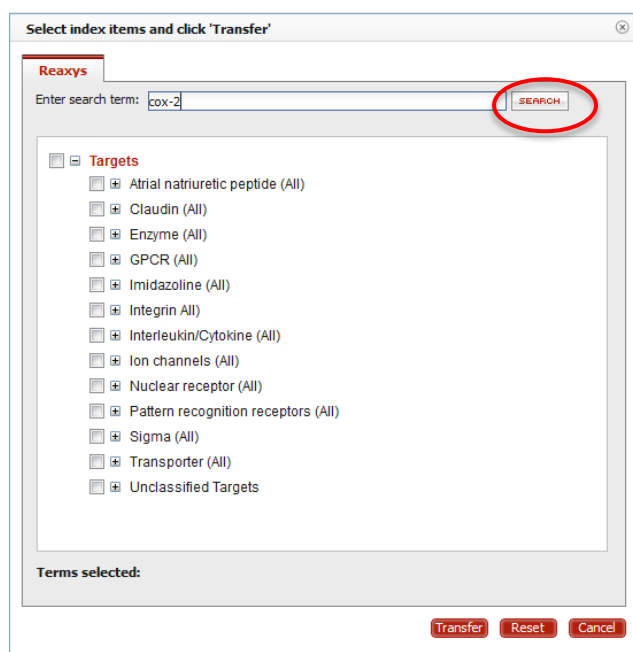 Select index items and click 'Transfer'
Reaxys
Enter search term: cox-2 SEARCH
Targets
Atrial natriuretic peptide (All)
Claudin (All)
Enzyme (All)
GPCR (All)
Imidazoline (All)
Integrin All)
Interleukin/Cytokine (All)
Ion channels (All)
Nuclear receptor (All)
Pattern recognition receptors (All)
Sigma (All)
Transporter (All)
Unclassified Targets
Terms selected:
Transfer Reset Cancel